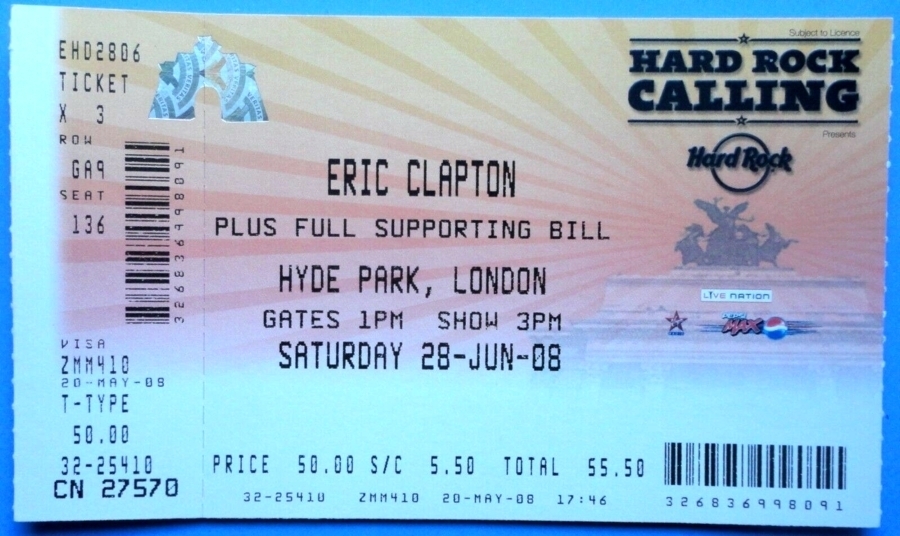 EHD2806
TICKET
X 3
ROW
GA9
SEAT
136
326836998091
VISA
ZMM410
20-MAY-08
T-TYPE
50.00
32-25410
CN 27570
ERIC CLAPTON
PLUS FULL SUPPORTING BILL
HYDE PARK, LONDON
GATES 1PM SHOW 3PM
SATURDAY 28-JUN-08
PRICE 50.00 S/C 5.50 TOTAL 55.50
32-25410 ZMM410 20-MAY-08 17:46
Subject to Licence
HARD ROCK
CALLING
Presents
Hard Rock
LIVE NATION
PEPSI
MAX
326836998091